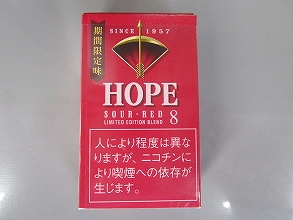 期間限定味
SINCE 1957
HOPE
SOUR・RED 8
LIMITED EDITION BLEND
人により程度は異な
りますが、ニコチンに
より喫煙への依存が
生じます。